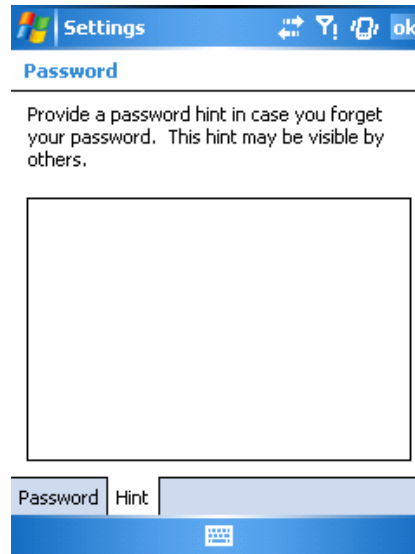 Settings ok
Password
Provide a password hint in case you forget
your password. This hint may be visible by
others.
Password Hint